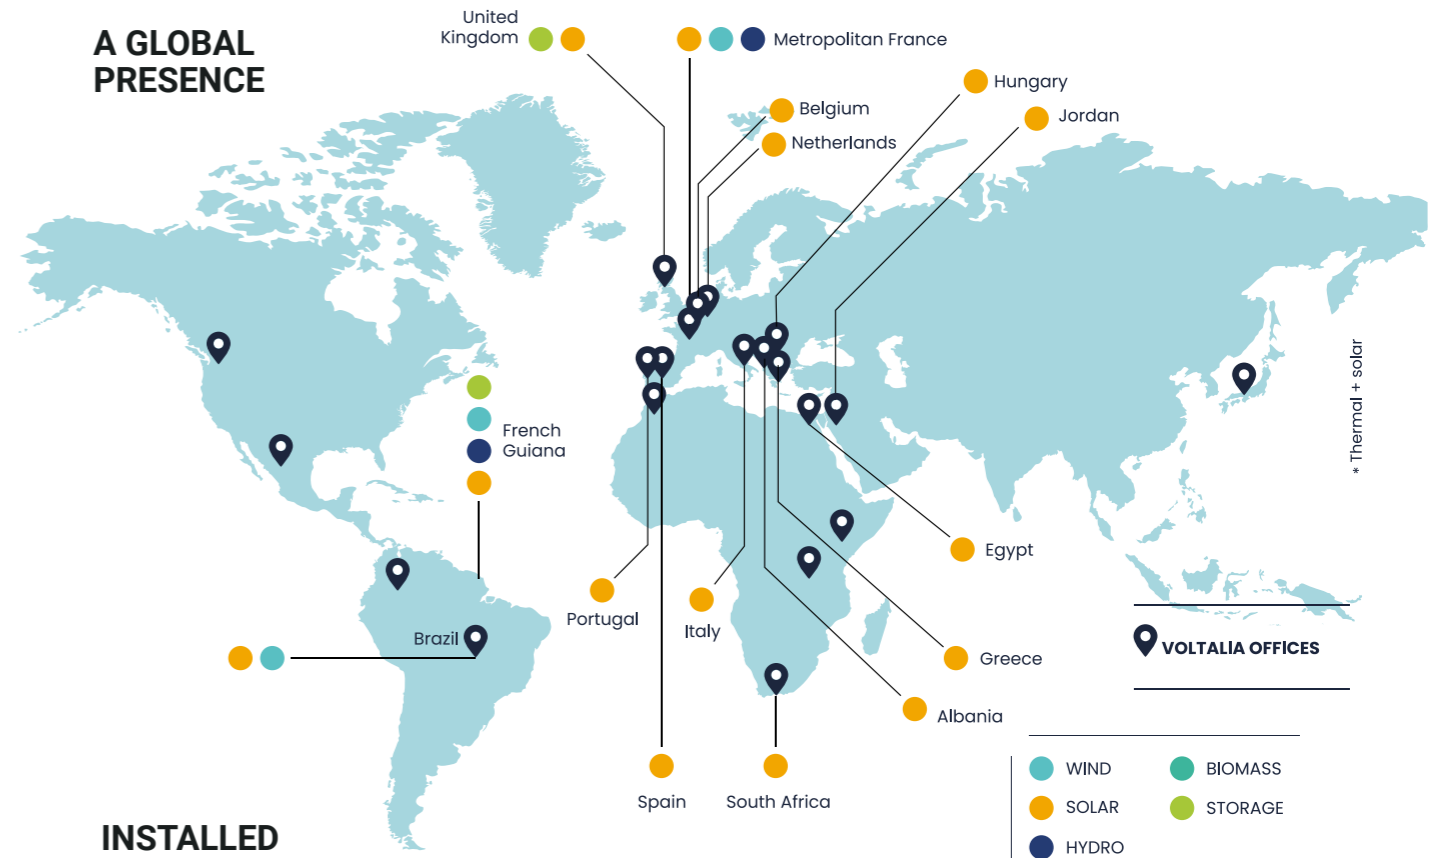 A GLOBAL
PRESENCE
United
Kingdom
Metropolitan France
Belgium
Netherlands
Hungary
Jordan
French
Guiana
* Thermal + solar
Brazil
Portugal
Italy
Egypt
Greece
Albania
Spain
South Africa
VOLTALIA OFFICES
WIND
BIOMASS
SOLAR
STORAGE
HYDRO
INSTALLED